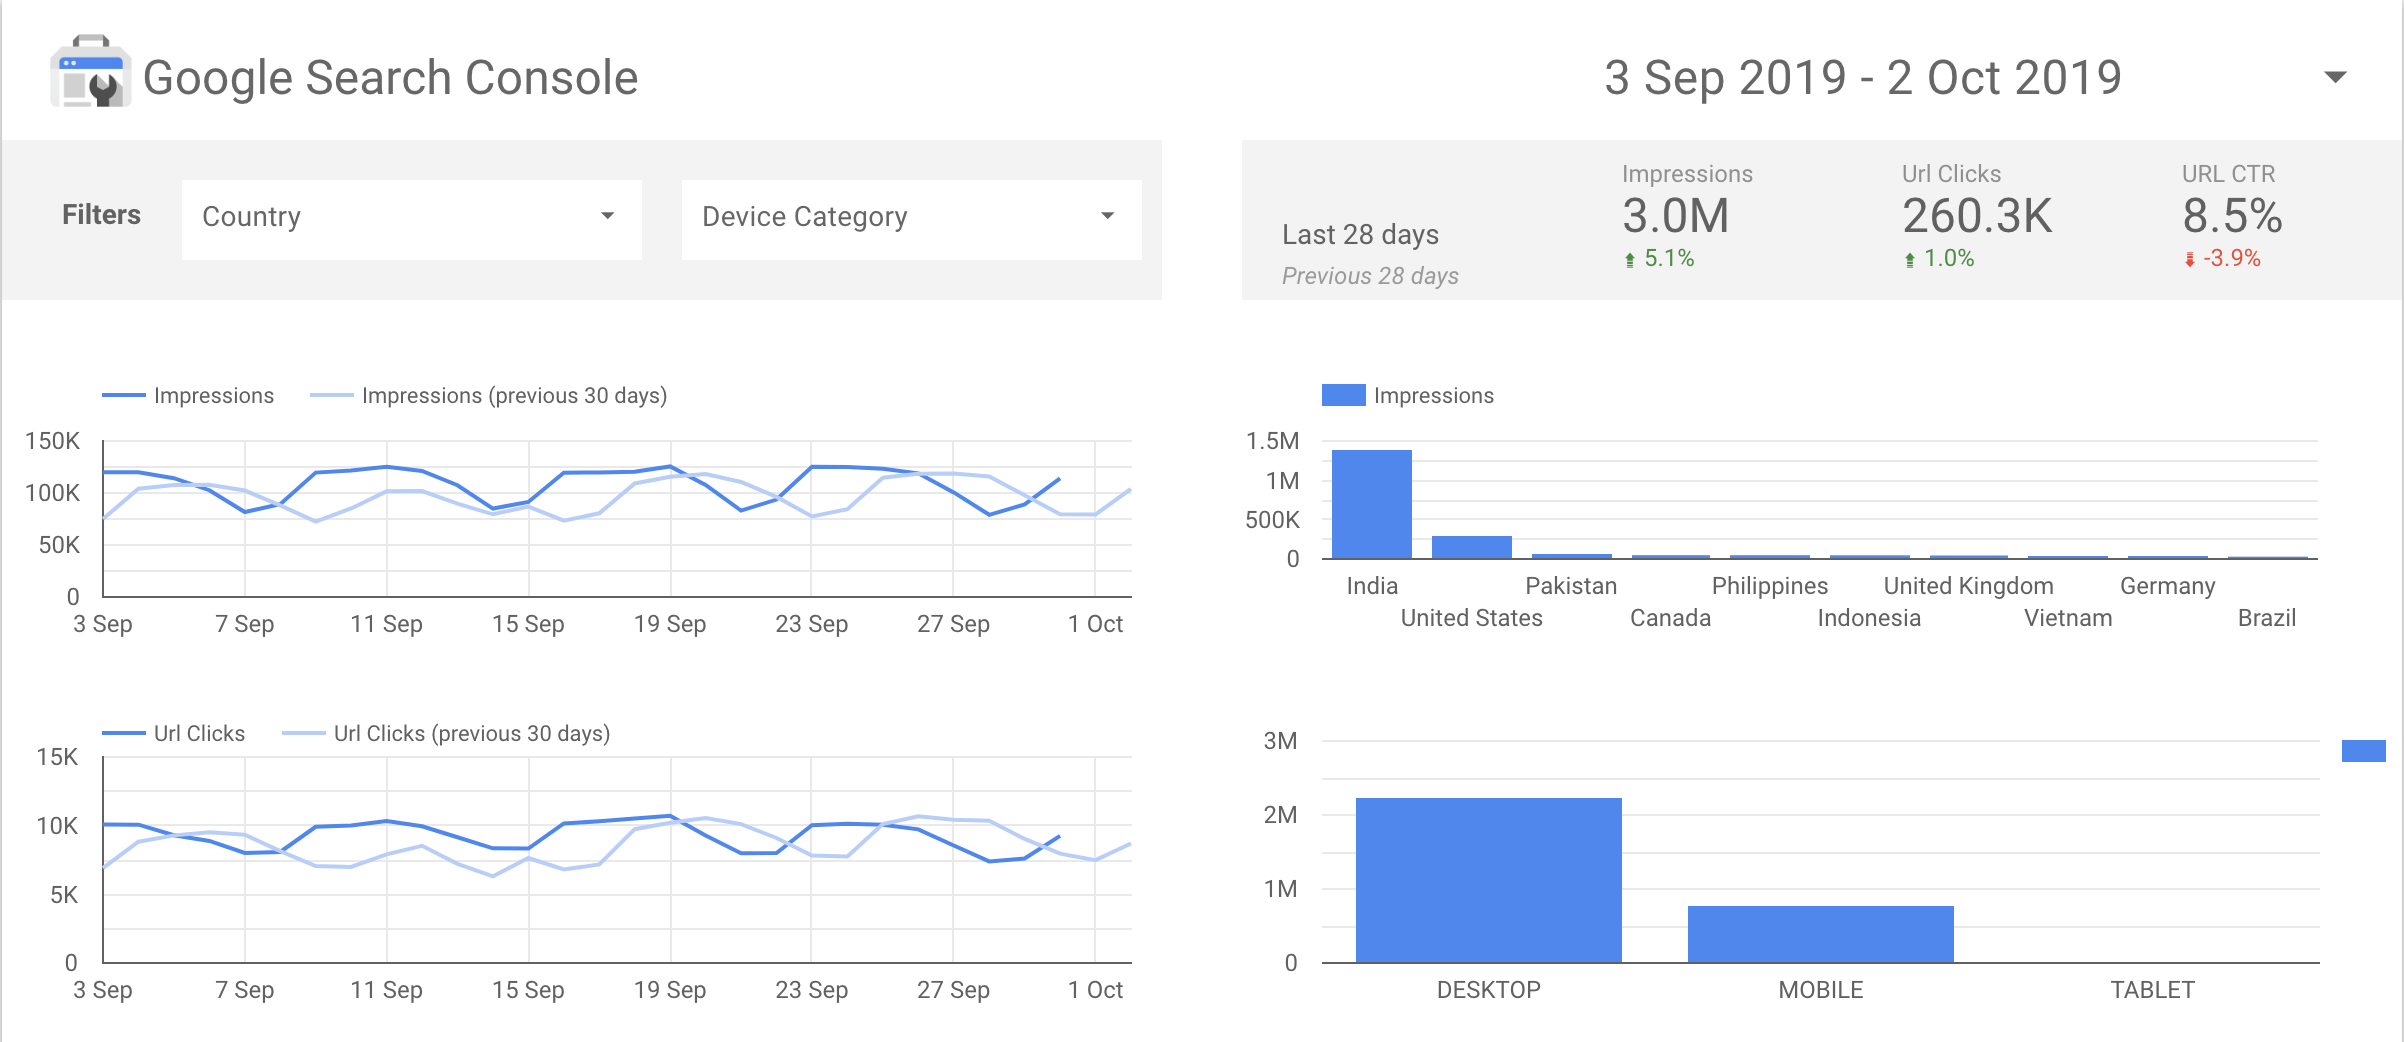 Google Search Console
3 Sep 2019 - 2 Oct 2019
Filters
Country
Device Category
Last 28 days
Previous 28 days
Impressions
3.0M
5.1%
Url Clicks
260.3K
1.0%
URL CTR
8.5%
-3.9%
Impressions Impressions (previous 30 days)
150K
100K
50K
0
3 Sep 7 Sep 11 Sep 15 Sep 19 Sep 23 Sep 27 Sep 1 Oct
Impressions
1.5M
1M
500K
0
India Pakistan Philippines United Kingdom Germany
United States Canada Indonesia Vietnam Brazil
Url Clicks Url Clicks (previous 30 days)
15K
10K
5K
0
3 Sep 7 Sep 11 Sep 15 Sep 19 Sep 23 Sep 27 Sep 1 Oct
3M
2M
1M
0
DESKTOP MOBILE TABLET